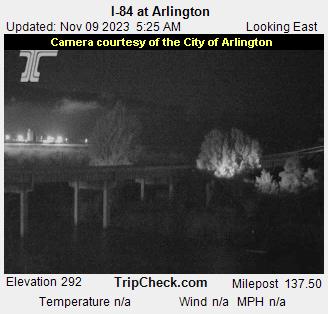 I-84 at Arlington
Updated: Nov 09 2023 5:25 AM Looking East
Camera courtesy of the City of Arlington
Elevation 292 TripCheck.com Milepost 137.50
Temperature n/a Wind n/a MPH n/a